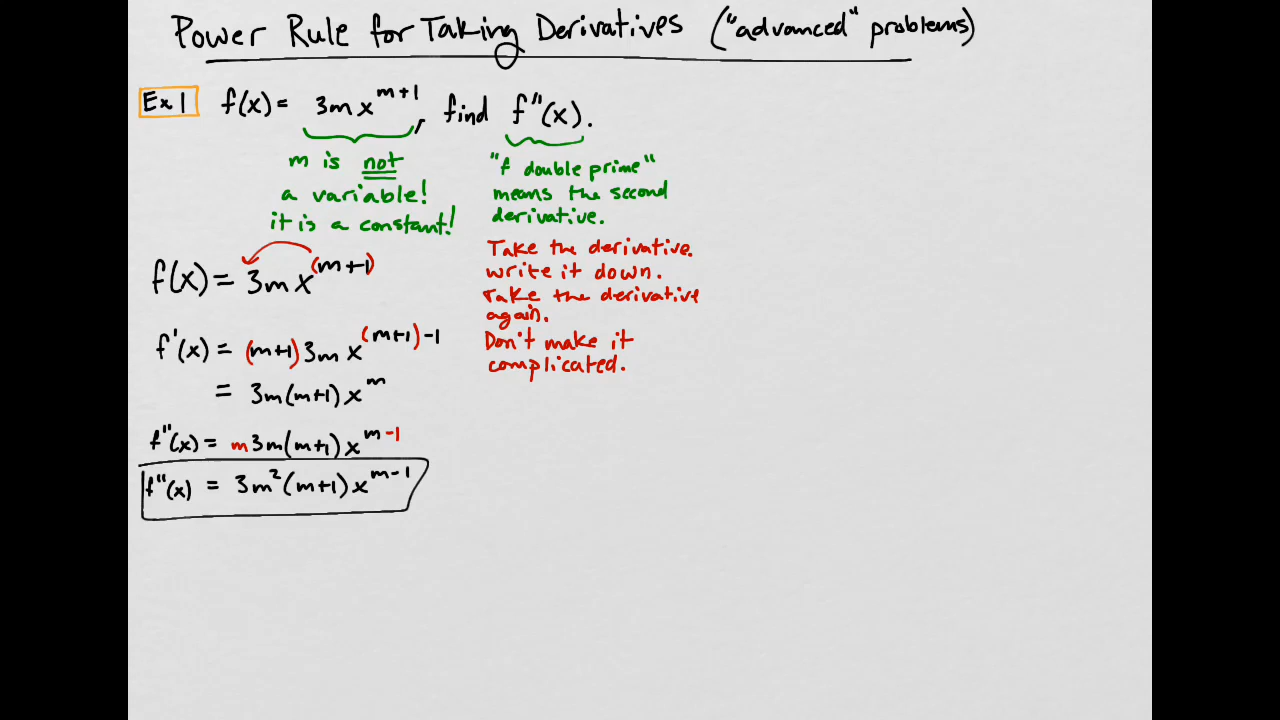 Power Rule for Taking Derivatives ("advanced" problems)
Ex 1 f(x) = 3mx^{m+1}, find f''(x).
m is not
a variable!
it is a constant!
"f double prime"
means the second
derivative.
Take the derivative.
write it down.
Take the derivative
again.
Don't make it
complicated.
f(x) = 3mx^{(m+1)}
f'(x) = (m+1)3mx^{(m+1)-1}
= 3m(m+1)x^m
f''(x) = m3m(m+1)x^{m-1}
f''(x) = 3m²(m+1)x^{m-1}